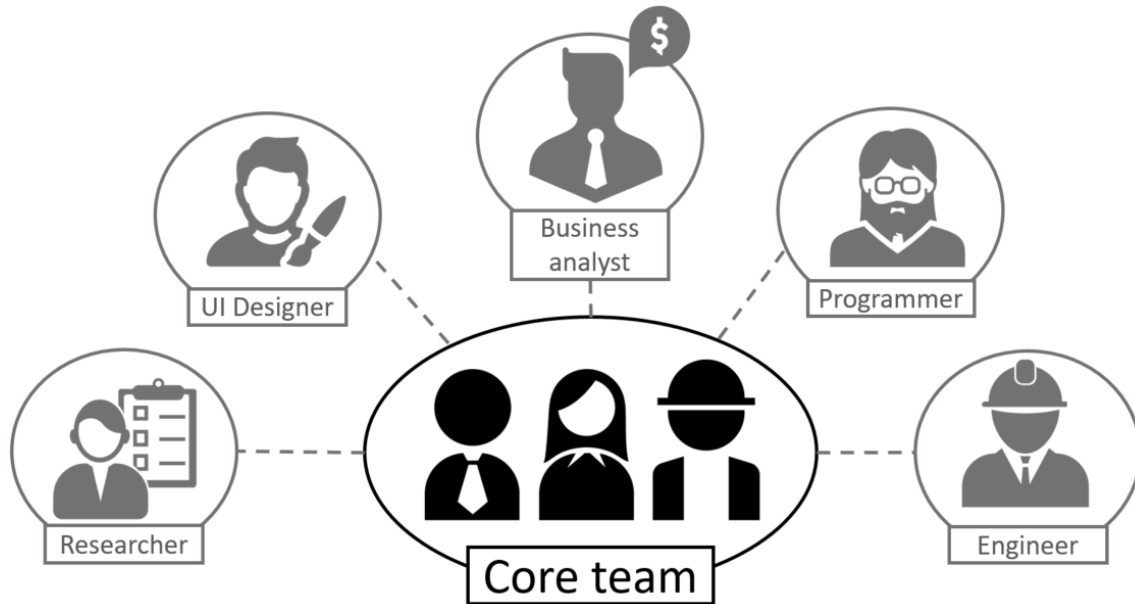 $
Business
analyst
UI Designer
Programmer
Researcher
Engineer
Core team